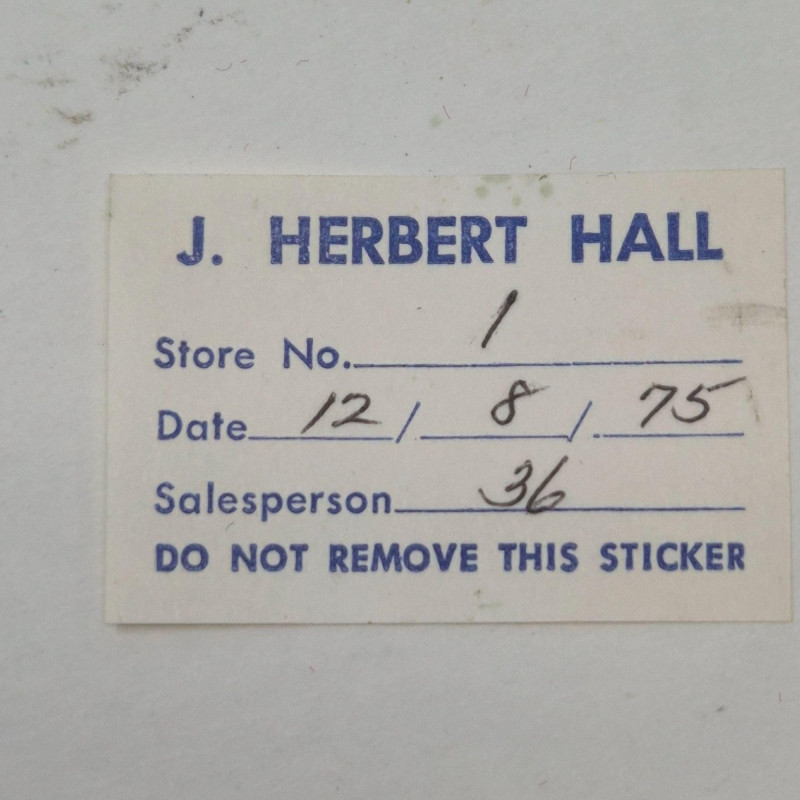 J. HERBERT HALL
Store No. 1
Date 12 / 8 / 75
Salesperson 36
DO NOT REMOVE THIS STICKER